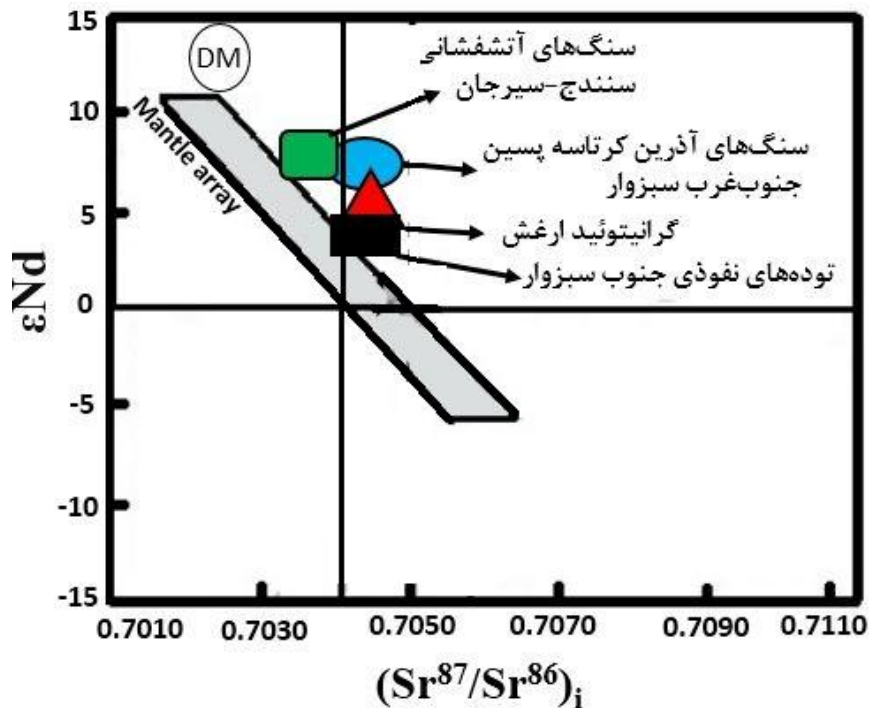 15
10
5
0
-5
-10
-15
εNd
DM
Mantle array
سنگ‌های آتشفشانی
سنندج-سیرجان
سنگ‌های آذرین کرتاسه پسین
جنوب‌غرب سبزوار
گرانیتوئید ارغش
توده‌های نفوذی جنوب سبزوار
0.7010 0.7030 0.7050 0.7070 0.7090 0.7110
(Sr⁸⁷/Sr⁸⁶)ᵢ